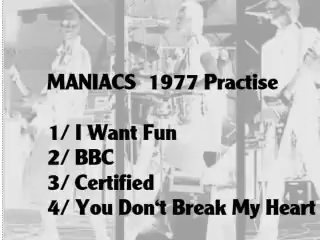 MANIACS 1977 Practise
1/ I Want Fun
2/ BBC
3/ Certified
4/ You Don't Break My Heart